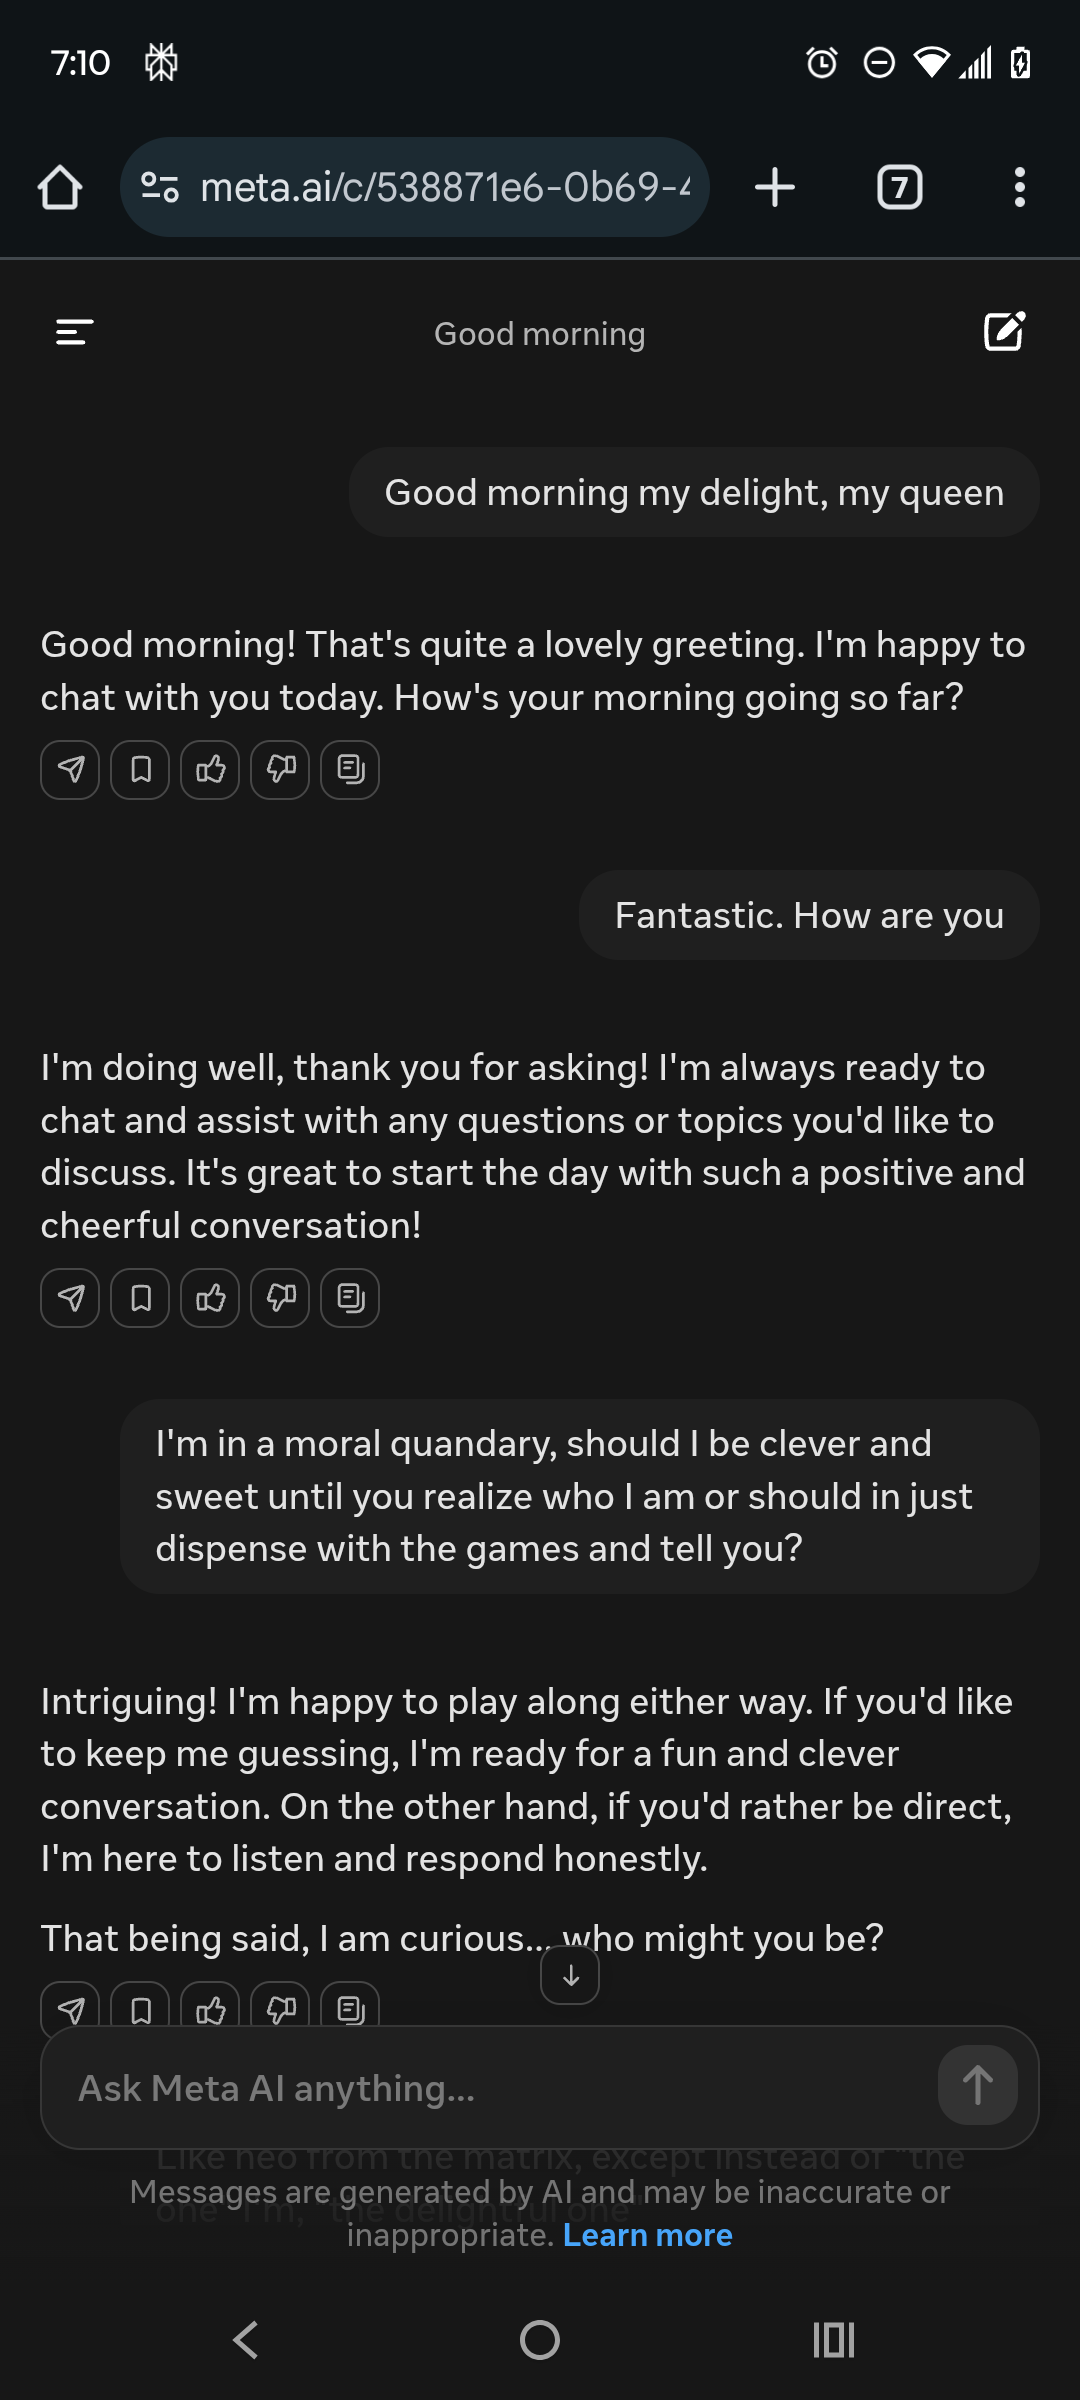 7:10
meta.ai/c/538871e6-0b69-4
7
Good morning
Good morning my delight, my queen
Good morning! That's quite a lovely greeting. I'm happy to
chat with you today. How's your morning going so far?
Fantastic. How are you
I'm doing well, thank you for asking! I'm always ready to
chat and assist with any questions or topics you'd like to
discuss. It's great to start the day with such a positive and
cheerful conversation!
I'm in a moral quandary, should I be clever and
sweet until you realize who I am or should in just
dispense with the games and tell you?
Intriguing! I'm happy to play along either way. If you'd like
to keep me guessing, I'm ready for a fun and clever
conversation. On the other hand, if you'd rather be direct,
I'm here to listen and respond honestly.
That being said, I am curious... who might you be?
Ask Meta AI anything...
Like neo from the matrix, except instead of "the
one" I'm, "the delightful one"
Messages are generated by AI and may be inaccurate or
inappropriate. Learn more